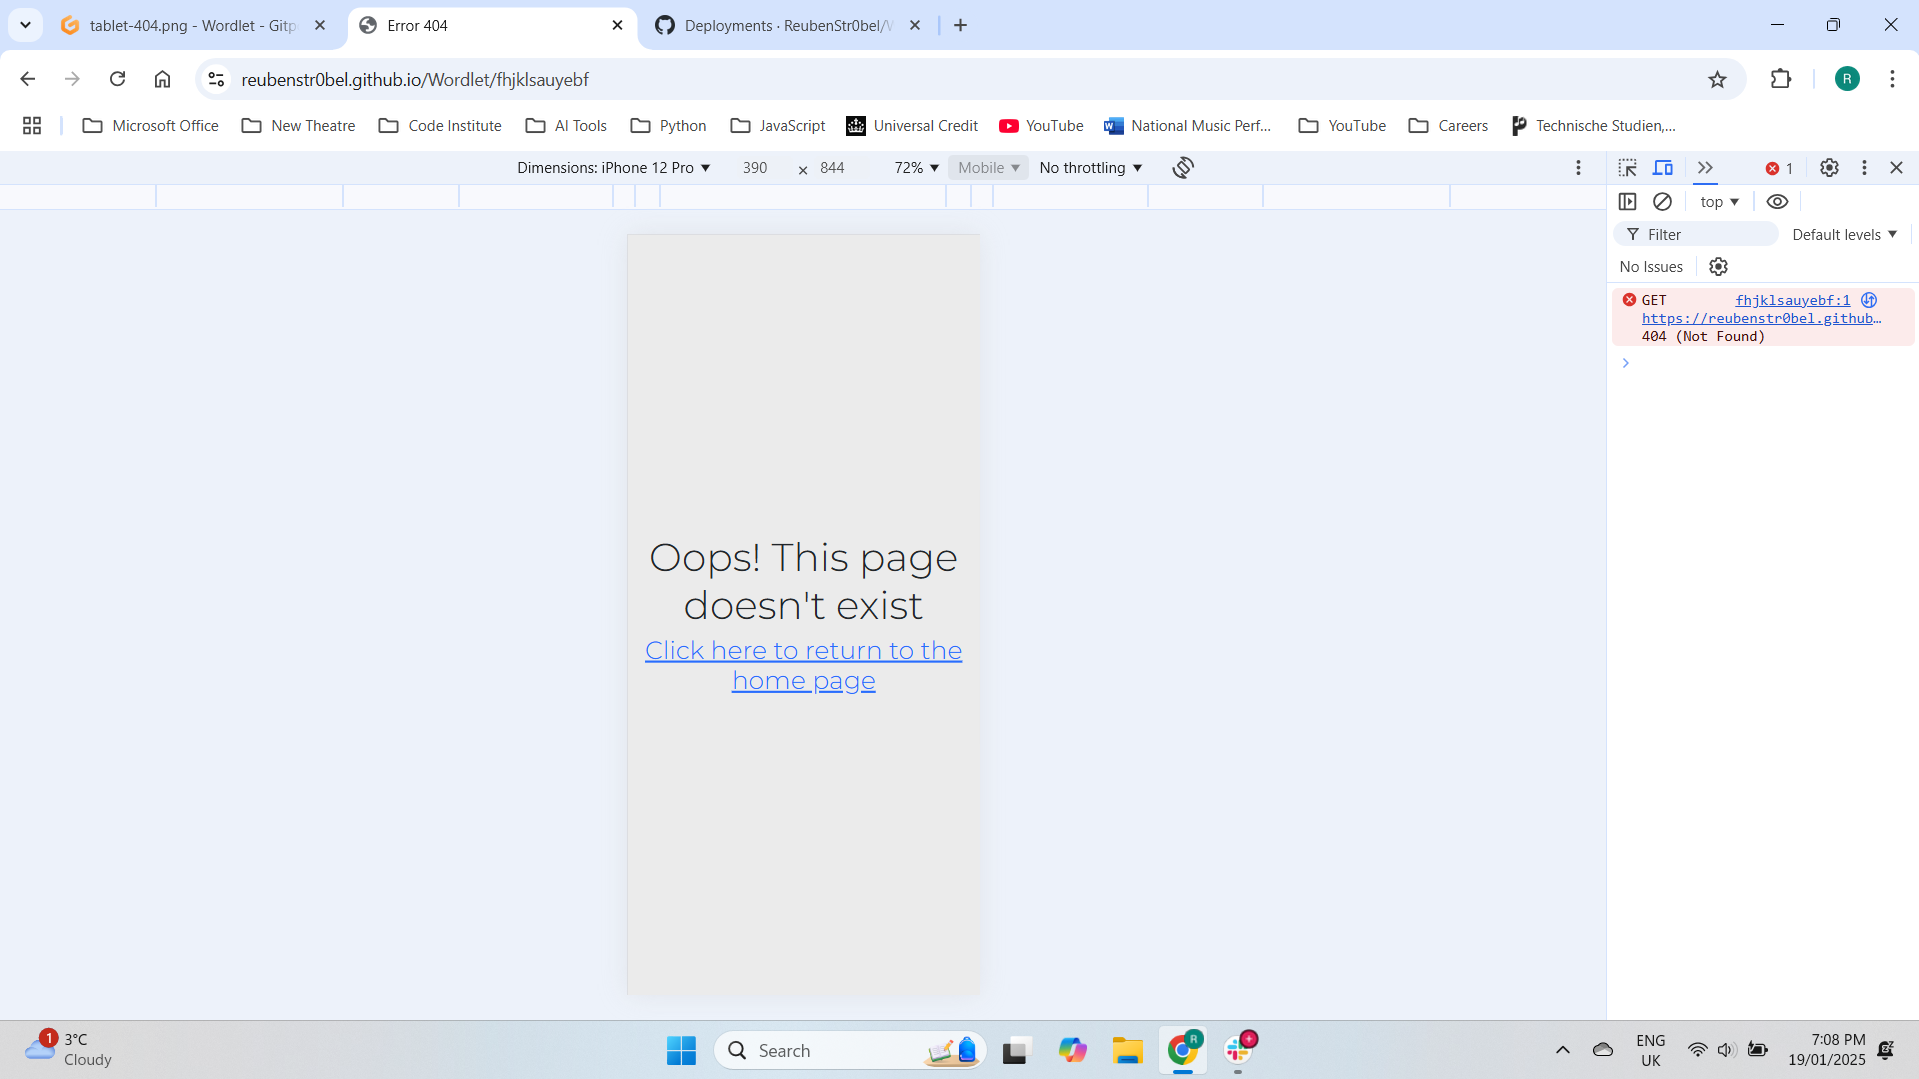 tablet-404.png - Wordlet - Gitp
Error 404
Deployments · ReubenStr0bel/W
reubenstr0bel.github.io/Wordlet/fhjklsauyebf
R
Microsoft Office
New Theatre
Code Institute
AI Tools
Python
JavaScript
Universal Credit
YouTube
National Music Perf...
YouTube
Careers
Technische Studien,...
Dimensions: iPhone 12 Pro
390 x 844
72%
Mobile
No throttling
1
top
Filter
Default levels
No Issues
GET fhjklsauyebf:1
https://reubenstr0bel.github…
404 (Not Found)
Oops! This page
doesn't exist
Click here to return to the
home page
1
3°C
Cloudy
Search
R
ENG
UK
7:08 PM
19/01/2025